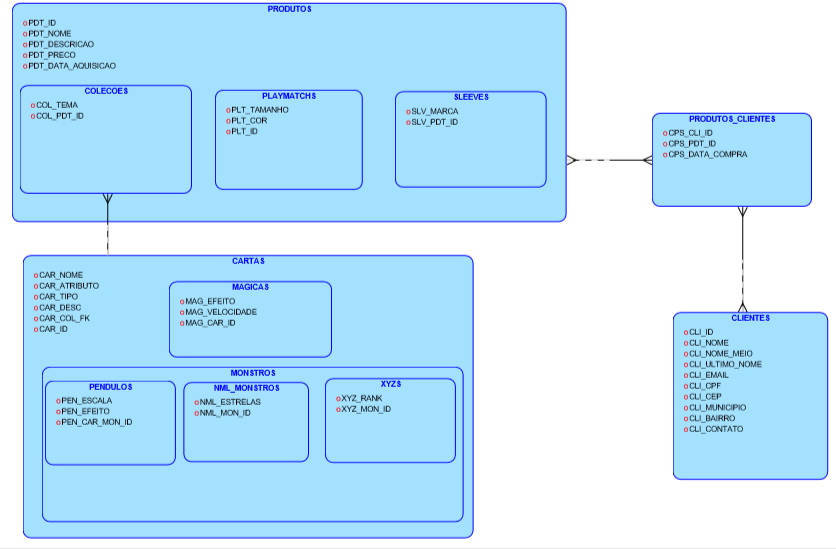 PRODUTOS
PDT_ID
PDT_NOME
PDT_DESCRICAO
PDT_PRECO
PDT_DATA_AQUISICAO
COLECOES
COL_TEMA
COL_PDT_ID
PLAYMATCHS
PLT_TAMANHO
PLT_COR
PLT_ID
SLEEVES
SLV_MARCA
SLV_PDT_ID
PRODUTOS_CLIENTES
CPS_CLI_ID
CPS_PDT_ID
CPS_DATA_COMPRA
CARTAS
CAR_NOME
CAR_ATRIBUTO
CAR_TIPO
CAR_DESC
CAR_COL_FK
CAR_ID
MAGICAS
MAG_EFEITO
MAG_VELOCIDADE
MAG_CAR_ID
MONSTROS
PENDULOS
PEN_ESCALA
PEN_EFEITO
PEN_CAR_MON_ID
NML_MONSTROS
NML_ESTRELAS
NML_MON_ID
XYZS
XYZ_RANK
XYZ_MON_ID
CLIENTES
CLI_ID
CLI_NOME
CLI_NOME_MEIO
CLI_ULTIMO_NOME
CLI_EMAIL
CLI_CPF
CLI_CEP
CLI_MUNICIPIO
CLI_BAIRRO
CLI_CONTATO